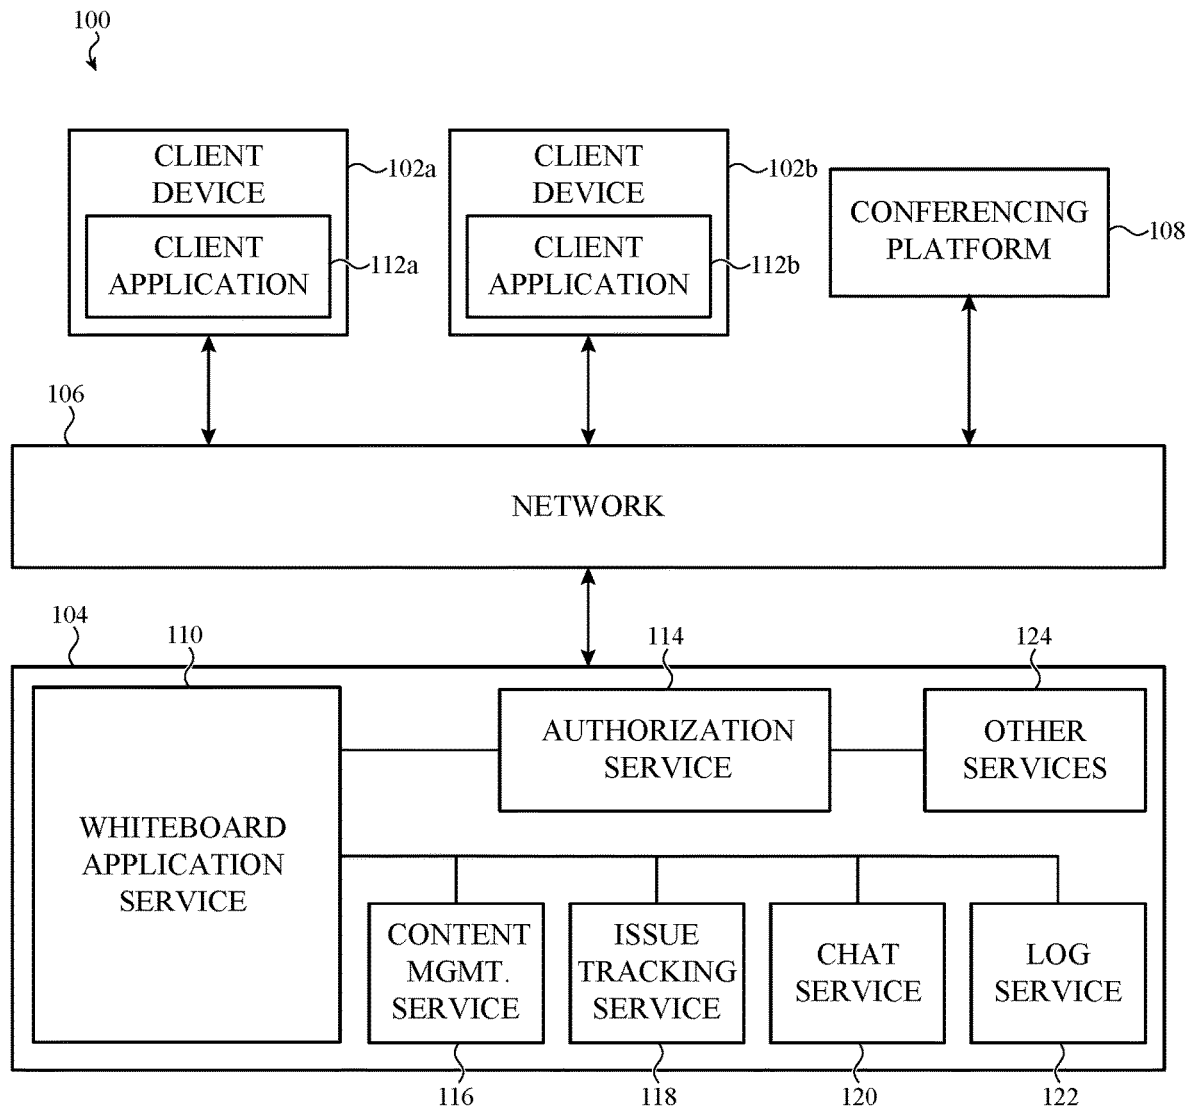 100
CLIENT
DEVICE
102a
CLIENT
APPLICATION
112a
CLIENT
DEVICE
102b
CLIENT
APPLICATION
112b
CONFERENCING
PLATFORM
108
106
NETWORK
104
110
WHITEBOARD
APPLICATION
SERVICE
114
AUTHORIZATION
SERVICE
124
OTHER
SERVICES
CONTENT
MGMT.
SERVICE
116
ISSUE
TRACKING
SERVICE
118
CHAT
SERVICE
120
LOG
SERVICE
122